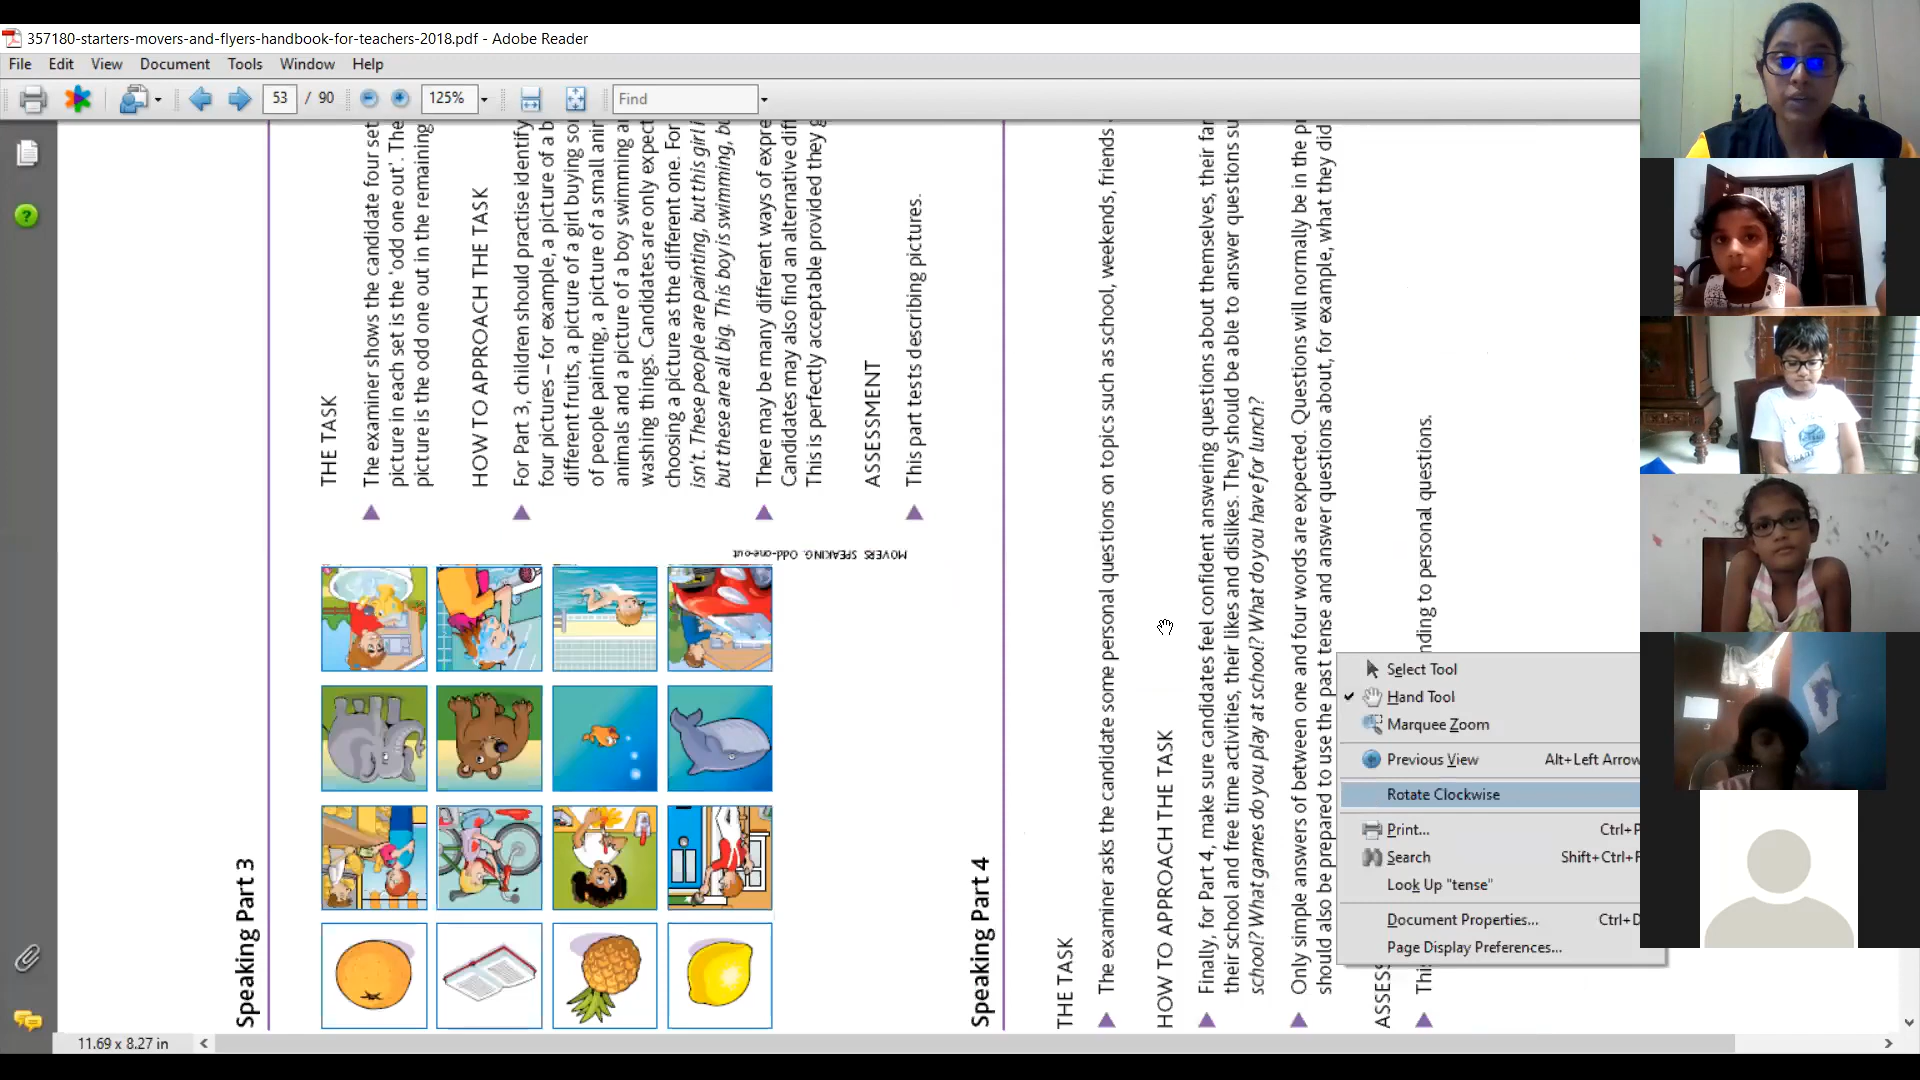 357180-starters-movers-and-flyers-handbook-for-teachers-2018.pdf - Adobe Reader
File Edit View Document Tools Window Help
53 / 90 125% Find
Speaking Part 3
THE TASK
The examiner shows the candidate four set
picture in each set is the 'odd one out'. The
picture is the odd one out in the remaining
HOW TO APPROACH THE TASK
For Part 3, children should practise identify
four pictures – for example, a picture of a b
different fruits, a picture of a girl buying so
of people painting, a picture of a small ani
animals and a picture of a boy swimming a
washing things. Candidates are only expect
choosing a picture as the different one. For
isn't. These people are painting, but this girl i
but these are all big. This boy is swimming, bu
There may be many different ways of expre
Candidates may also find an alternative diff
This is perfectly acceptable provided they g
ASSESSMENT
This part tests describing pictures.
MOVERS SPEAKING. Odd-one-out
Speaking Part 4
THE TASK
The examiner asks the candidate some personal questions on topics such as school, weekends, friends
HOW TO APPROACH THE TASK
Finally, for Part 4, make sure candidates feel confident answering questions about themselves, their fam
their school and free time activities, their likes and dislikes. They should be able to answer questions su
school? What games do you play at school? What do you have for lunch?
Only simple answers of between one and four words are expected. Questions will normally be in the pr
should also be prepared to use the past tense and answer questions about, for example, what they did
ASSESS
Thi
nding to personal questions.
Select Tool
Hand Tool
Marquee Zoom
Previous View Alt+Left Arrow
Rotate Clockwise
Print... Ctrl+P
Search Shift+Ctrl+F
Look Up "tense"
Document Properties... Ctrl+D
Page Display Preferences...
11.69 x 8.27 in